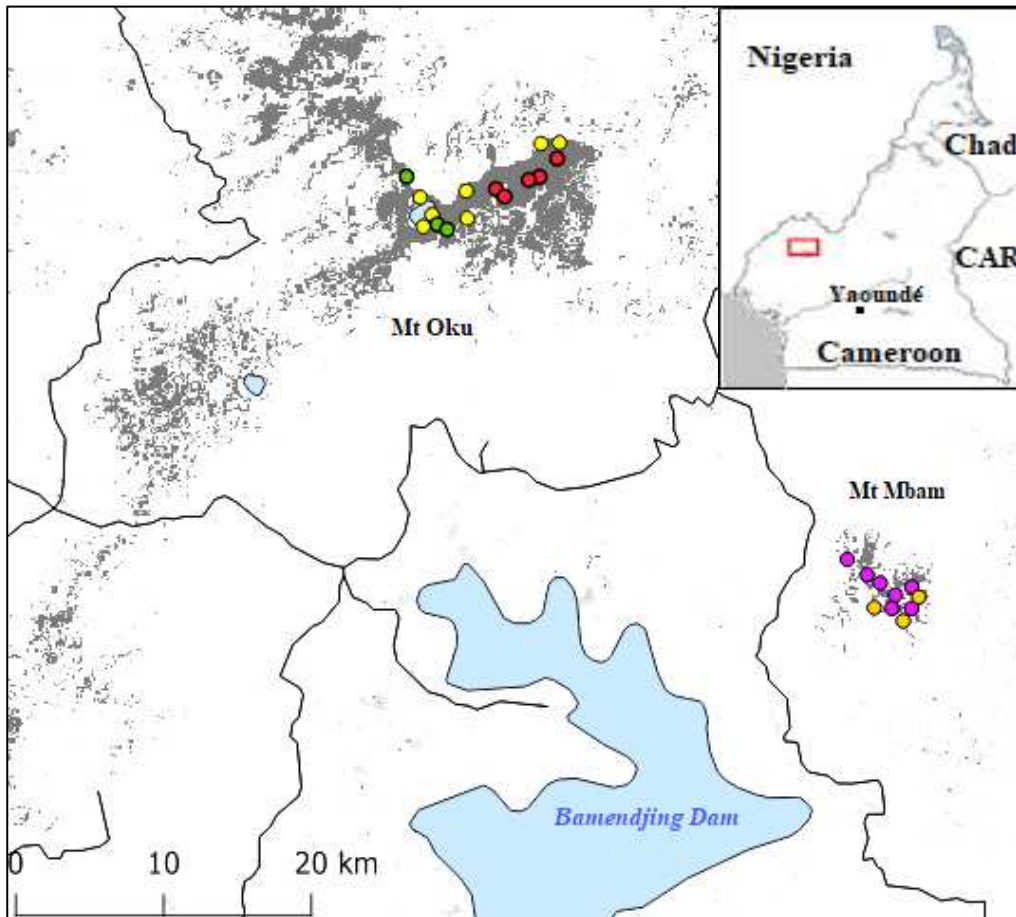 Nigeria
Chad
CAR
Yaoundé
Cameroon
Mt Oku
Mt Mbam
Bamendjing Dam
0 10 20 km